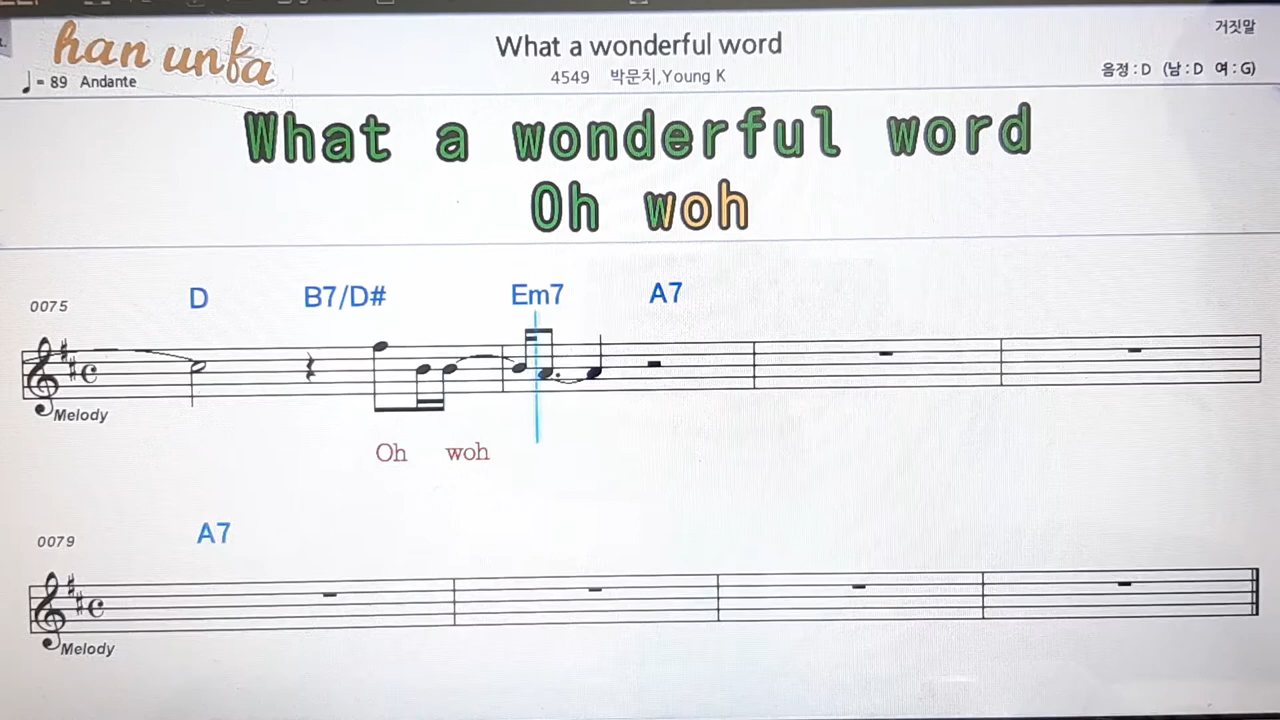 han unfa
What a wonderful word
거짓말
♩= 89 Andante
4549 박문치,Young K
음정 : D (남 : D 여 : G)
What a wonderful word
Oh woh
0075
D B7/D# Em7 A7
Melody
Oh woh
0079
A7
Melody